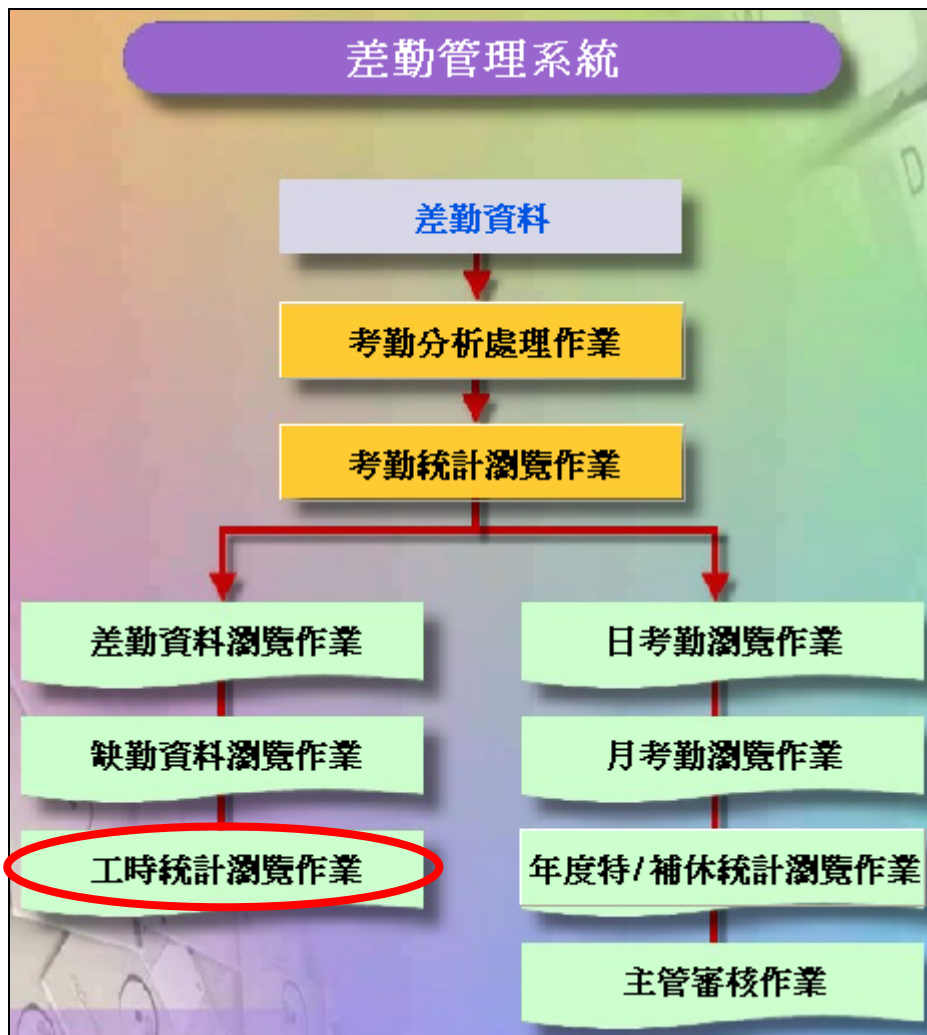 差勤管理系統
差勤資料
考勤分析處理作業
考勤統計瀏覽作業
差勤資料瀏覽作業
缺勤資料瀏覽作業
工時統計瀏覽作業
日考勤瀏覽作業
月考勤瀏覽作業
年度特/補休統計瀏覽作業
主管審核作業
D